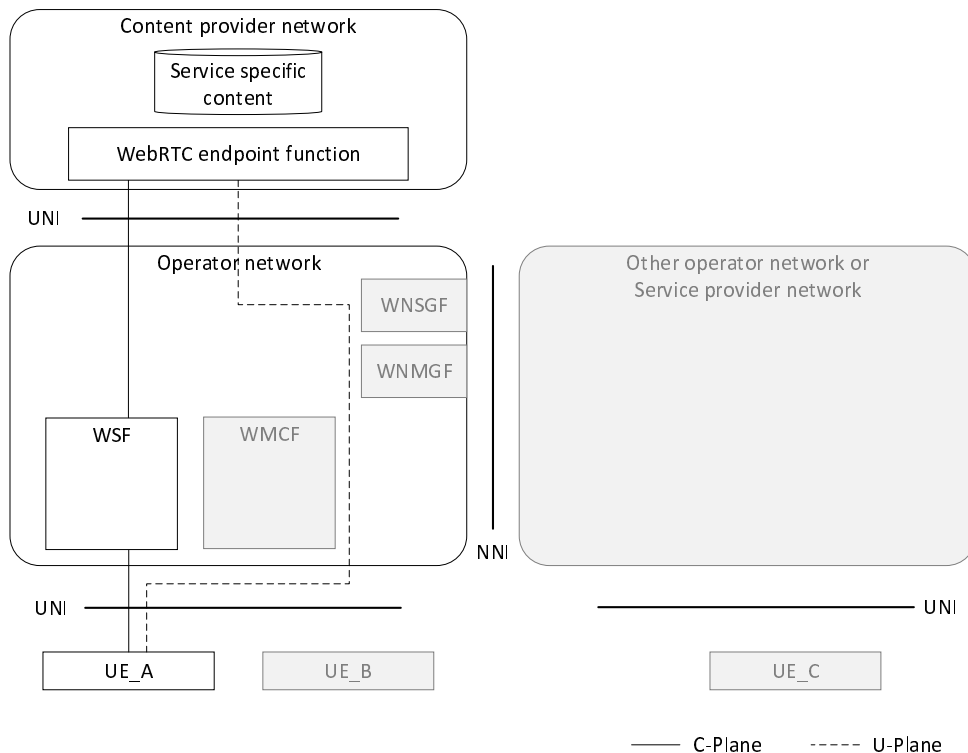 Content provider network
Service specific
content
WebRTC endpoint function
UNI
Operator network
WNSGF
WNMGF
WSF
WMCF
Other operator network or
Service provider network
NNI
UNI
UNI
UE_A
UE_B
UE_C
C-Plane
U-Plane